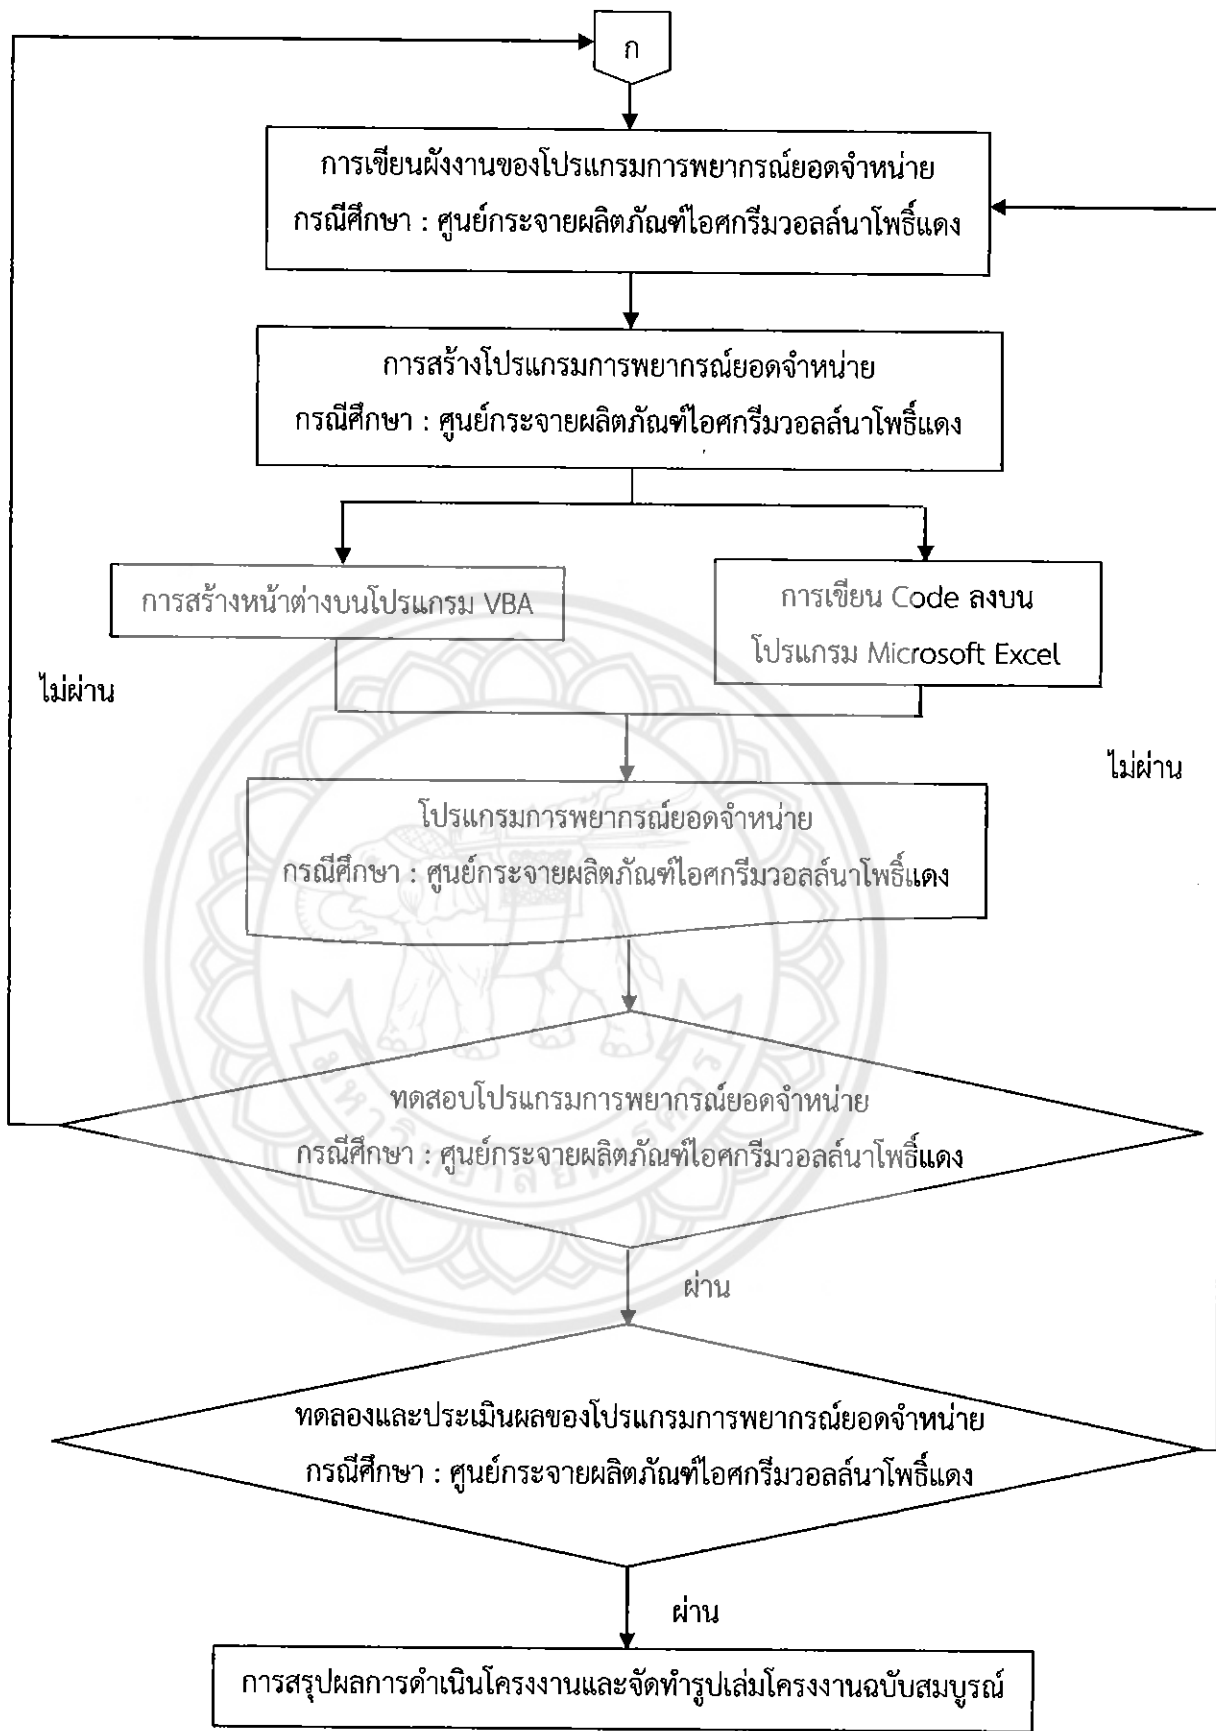 ก
การเขียนผังงานของโปรแกรมการพยากรณ์ยอดจำหน่าย
กรณีศึกษา : ศูนย์กระจายผลิตภัณฑ์ไอศกรีมวอลล์นาโพธิ์แดง
การสร้างโปรแกรมการพยากรณ์ยอดจำหน่าย
กรณีศึกษา : ศูนย์กระจายผลิตภัณฑ์ไอศกรีมวอลล์นาโพธิ์แดง
การสร้างหน้าต่างบนโปรแกรม VBA
การเขียน Code ลงบน
โปรแกรม Microsoft Excel
ไม่ผ่าน
ไม่ผ่าน
โปรแกรมการพยากรณ์ยอดจำหน่าย
กรณีศึกษา : ศูนย์กระจายผลิตภัณฑ์ไอศกรีมวอลล์นาโพธิ์แดง
ทดสอบโปรแกรมการพยากรณ์ยอดจำหน่าย
กรณีศึกษา : ศูนย์กระจายผลิตภัณฑ์ไอศกรีมวอลล์นาโพธิ์แดง
ผ่าน
ทดลองและประเมินผลของโปรแกรมการพยากรณ์ยอดจำหน่าย
กรณีศึกษา : ศูนย์กระจายผลิตภัณฑ์ไอศกรีมวอลล์นาโพธิ์แดง
ผ่าน
การสรุปผลการดำเนินโครงงานและจัดทำรูปเล่มโครงงานฉบับสมบูรณ์